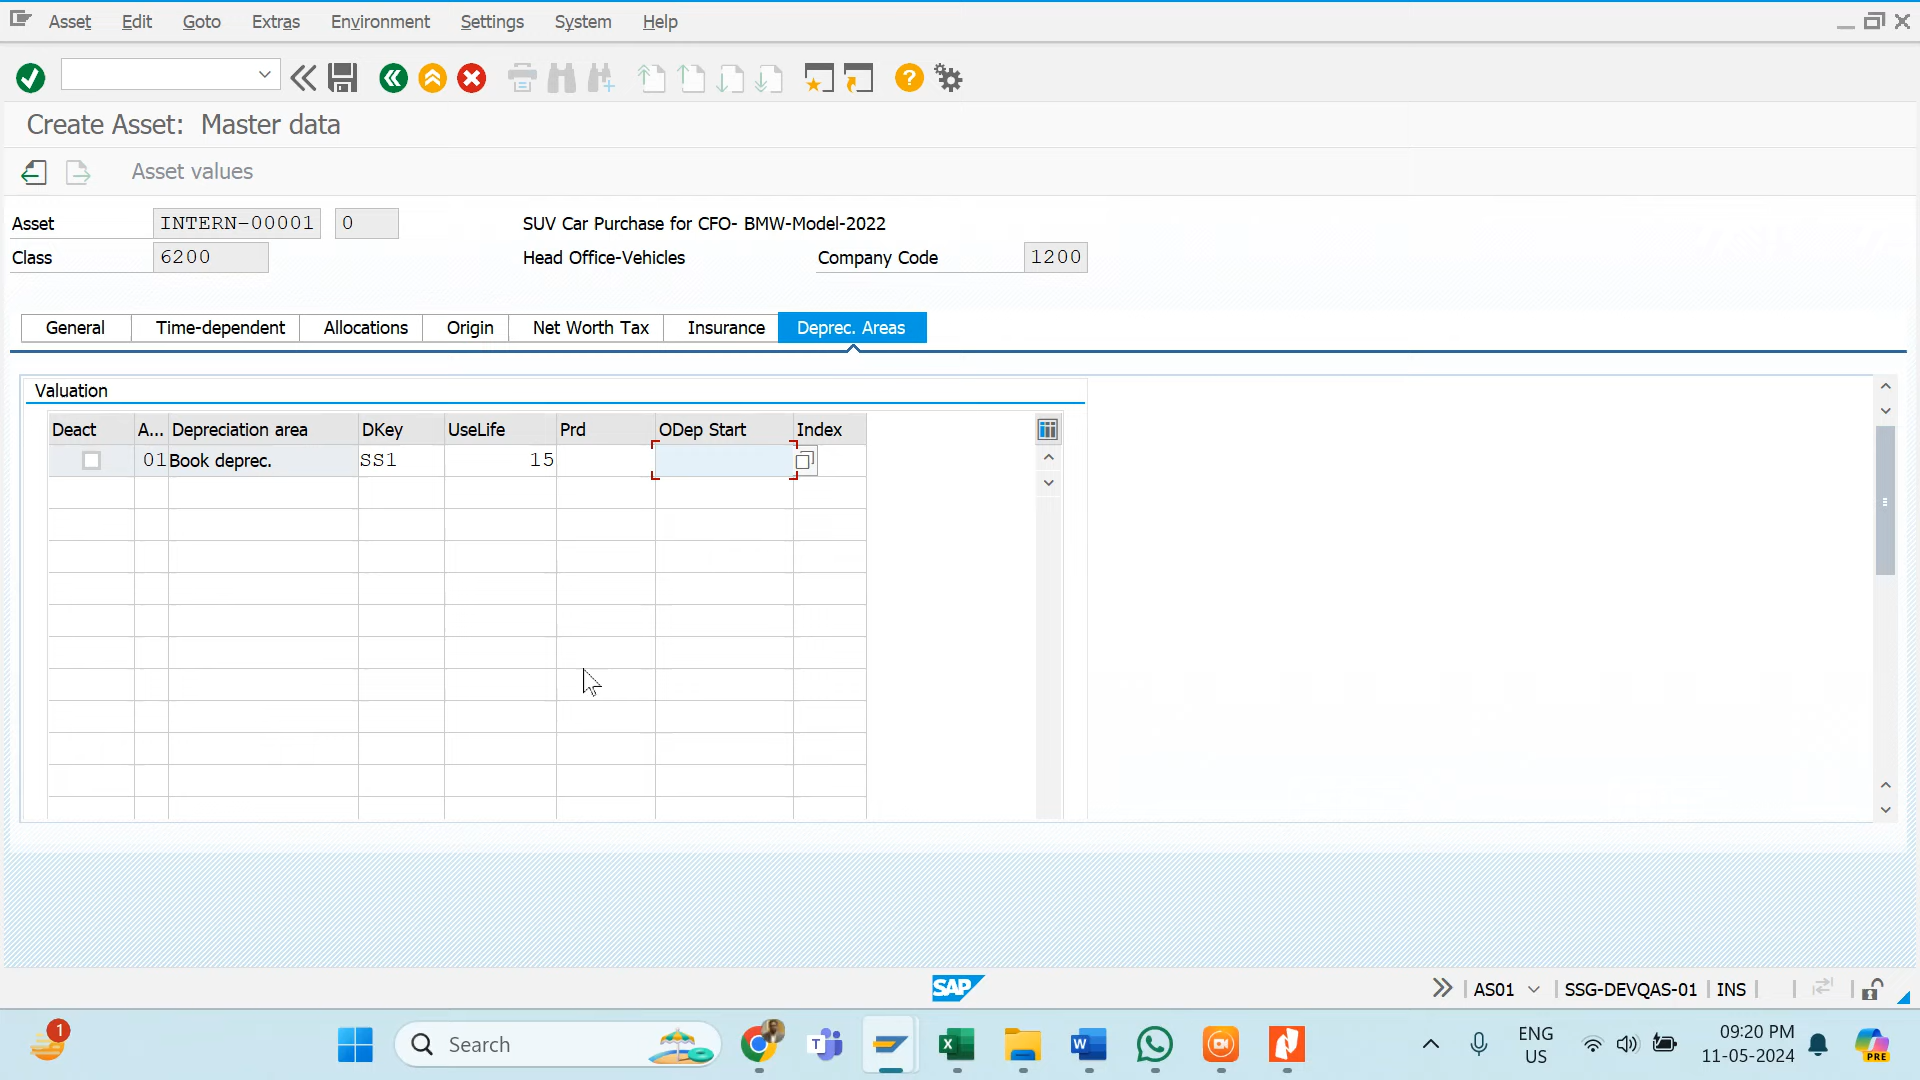 Asset Edit Goto Extras Environment Settings System Help
Create Asset: Master data
Asset values
Asset INTERN-00001 0 SUV Car Purchase for CFO- BMW-Model-2022
Class 6200 Head Office-Vehicles Company Code 1200
General Time-dependent Allocations Origin Net Worth Tax Insurance Deprec. Areas
Valuation
Deact A... Depreciation area DKey UseLife Prd ODep Start Index
01 Book deprec. SS1 15
SAP AS01 SSG-DEVQAS-01 INS
1 Search ENG 09:20 PM
US 11-05-2024 PRE